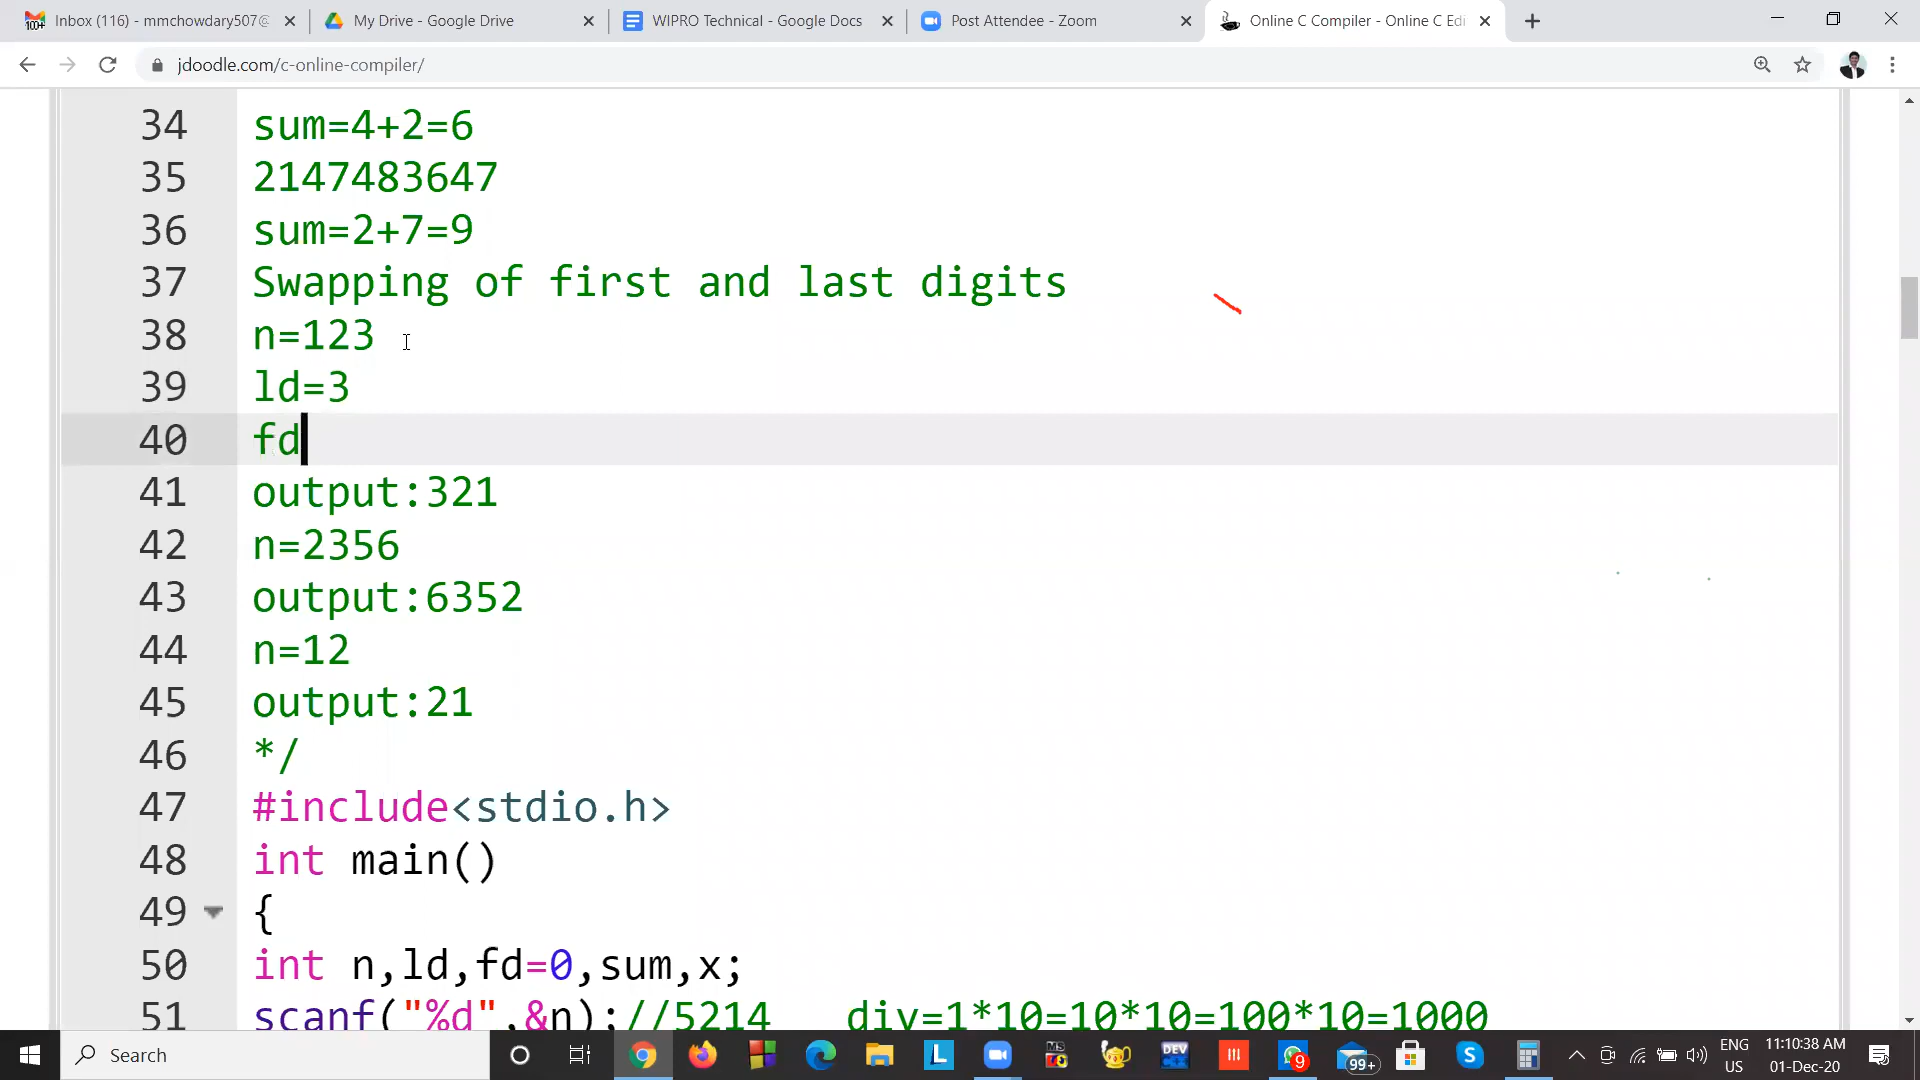 Inbox (116) - mmchowdary507@
My Drive - Google Drive
WIPRO Technical - Google Docs
Post Attendee - Zoom
Online C Compiler - Online C Edi
jdoodle.com/c-online-compiler/
34 sum=4+2=6
35 2147483647
36 sum=2+7=9
37 Swapping of first and last digits
38 n=123
39 ld=3
40 fd
41 output:321
42 n=2356
43 output:6352
44 n=12
45 output:21
46 */
47 #include<stdio.h>
48 int main()
49 {
50 int n,ld,fd=0,sum,x;
51 scanf("%d",&n);//5214 div=1*10=10*10=100*10=1000
Search
L
DEV
9
99+
ENG
US
11:10:38 AM
01-Dec-20